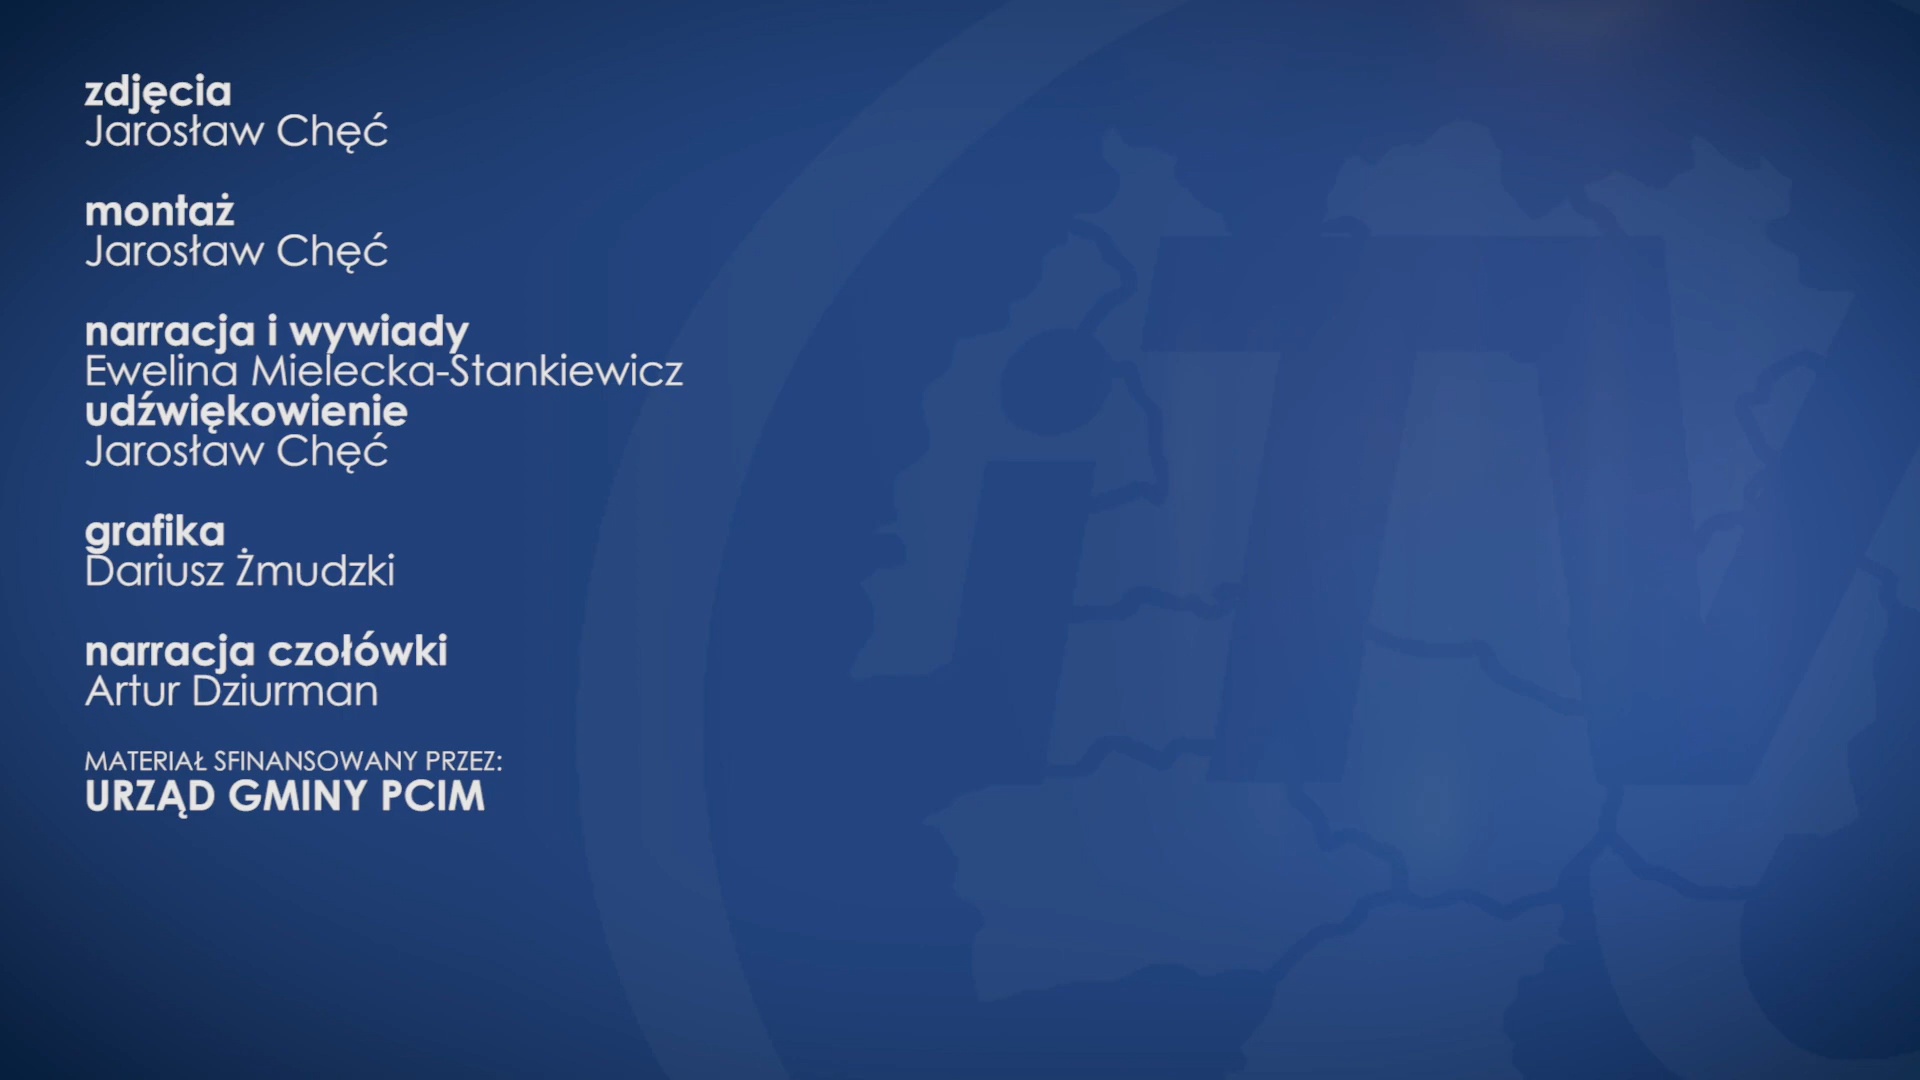 zdjęcia
Jarosław Chęć
montaż
Jarosław Chęć
narracja i wywiady
Ewelina Mielecka-Stankiewicz
udźwiękowienie
Jarosław Chęć
grafika
Dariusz Żmudzki
narracja czołówki
Artur Dziurman
MATERIAŁ SFINANSOWANY PRZEZ:
URZĄD GMINY PCIM
iTV